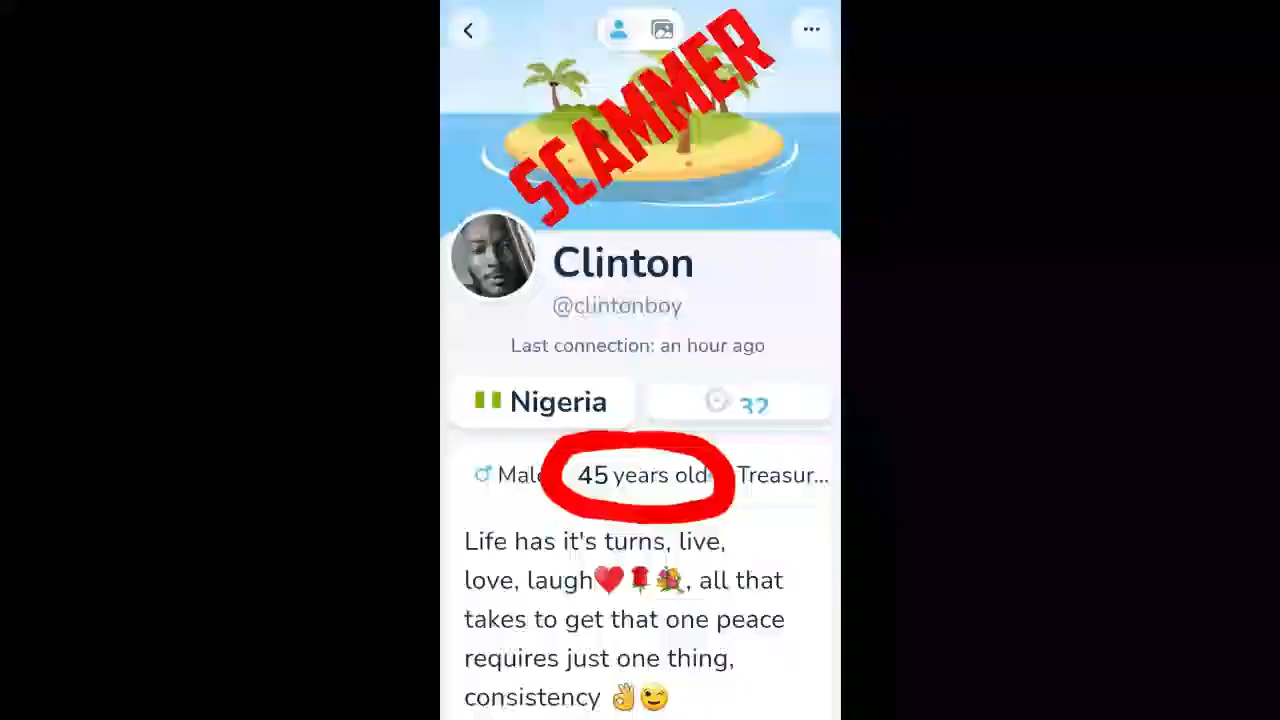 SCAMMER
Clinton
@clintonboy
Last connection: an hour ago
Nigeria
32
Male
45 years old
Treasur...
Life has it's turns, live,
love, laugh❤️🌹💐, all that
takes to get that one peace
requires just one thing,
consistency 👌😉